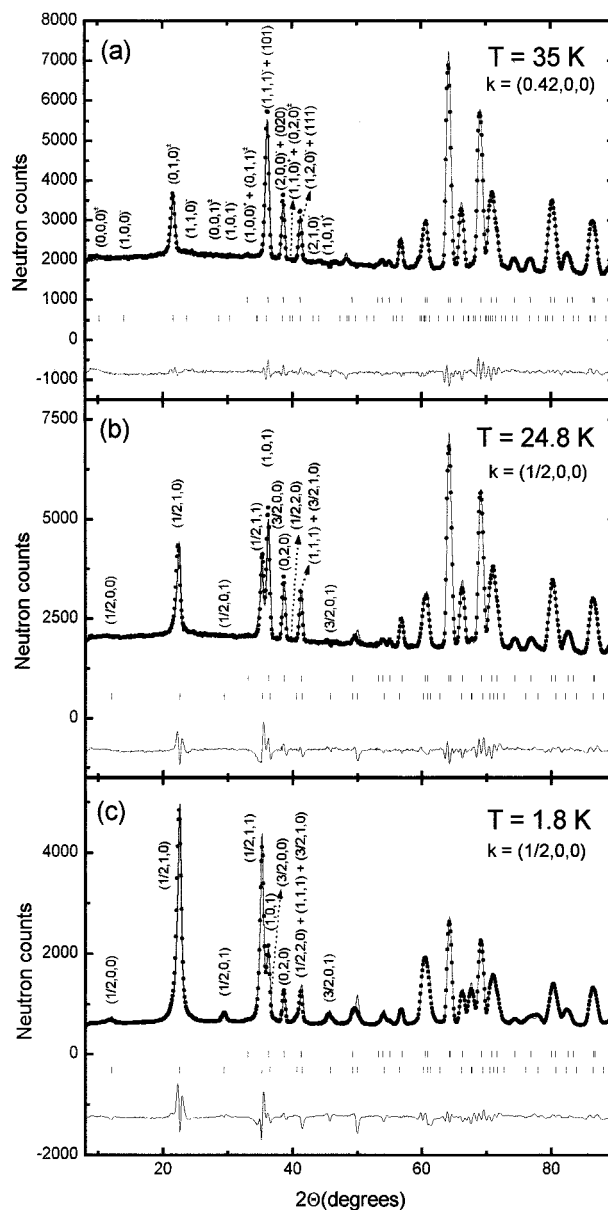 (a)
T = 35 K
k = (0.42,0,0)
Neutron counts
8000
7000
6000
5000
4000
3000
2000
1000
0
-1000
(0,0,0)±
(1,0,0)
(0,1,0)±
(1,1,0)
(0,0,1)±
(1,0,1)
(1,0,0)- + (0,1,1)±
(1,1,1)- + (101)
(2,0,0)- + (020)
(1,1,0)- + (0,2,0)±
(1,2,0)- + (111)
(2,1,0)-
(1,0,1)-
(b)
T = 24.8 K
k = (1/2,0,0)
Neutron counts
7500
5000
2500
0
(1/2,0,0)
(1/2,1,0)
(1/2,0,1)
(1/2,1,1)
(1,0,1)
(3/2,0,0)
(0,2,0)
(1/2,2,0)
(1,1,1) + (3/2,1,0)
(3/2,0,1)
(c)
T = 1.8 K
k = (1/2,0,0)
Neutron counts
4000
2000
0
-2000
(1/2,0,0)
(1/2,1,0)
(1/2,0,1)
(1/2,1,1)
(1,0,1)
(3/2,0,0)
(0,2,0)
(1/2,2,0) + (1,1,1) + (3/2,1,0)
(3/2,0,1)
20 40 60 80
2Θ(degrees)